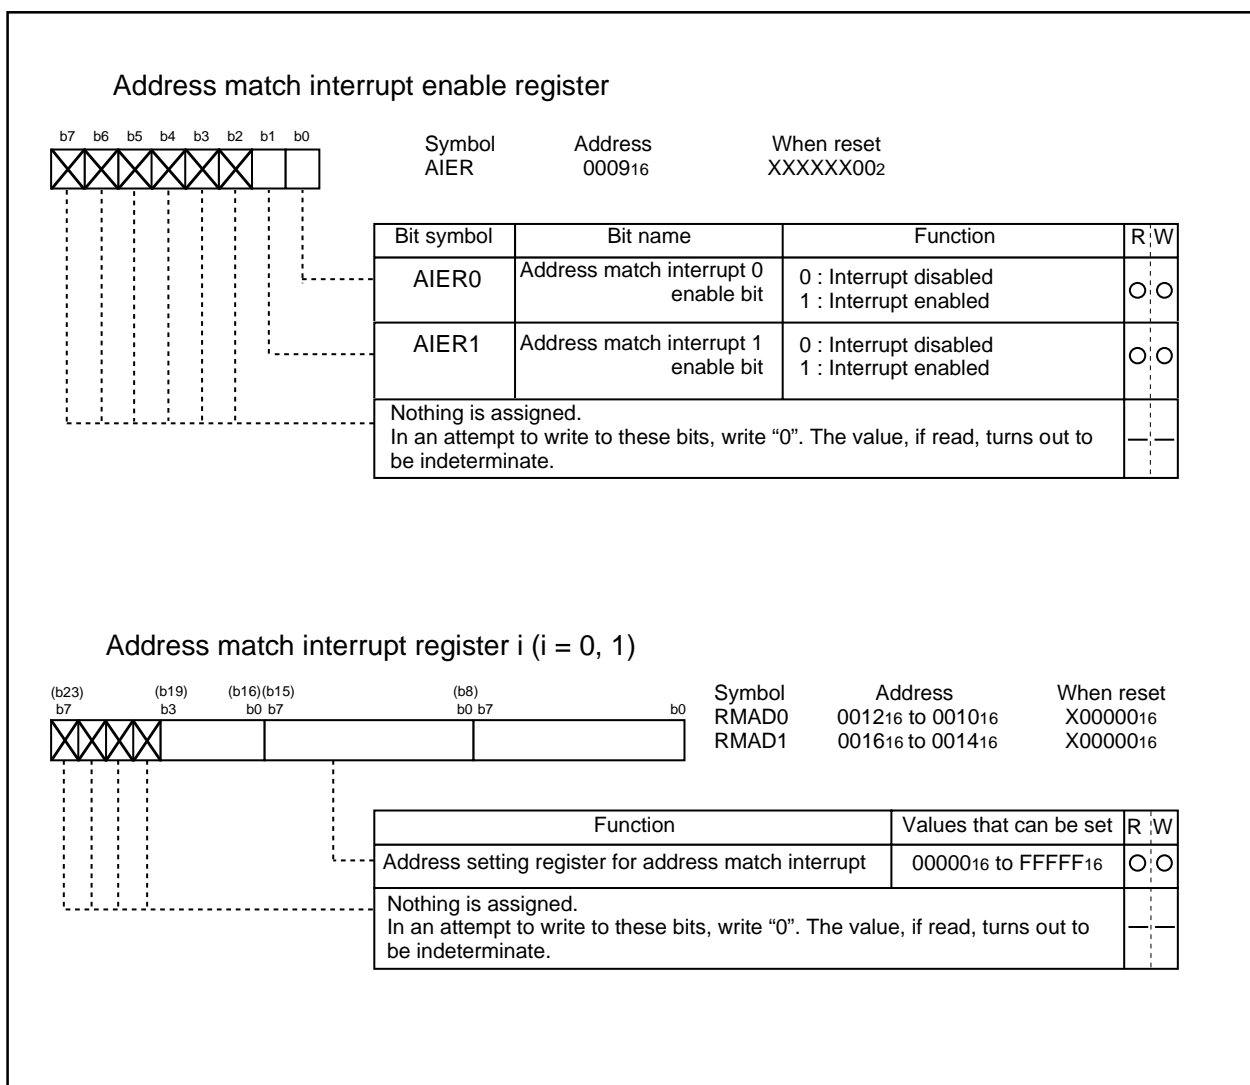 Address match interrupt enable register
b7 b6 b5 b4 b3 b2 b1 b0
Symbol Address When reset
AIER 000916 XXXXXX002
Bit symbol Bit name Function R W
AIER0 Address match interrupt 0 enable bit 0 : Interrupt disabled
1 : Interrupt enabled
AIER1 Address match interrupt 1 enable bit 0 : Interrupt disabled
1 : Interrupt enabled
Nothing is assigned.
In an attempt to write to these bits, write “0”. The value, if read, turns out to
be indeterminate.
Address match interrupt register i (i = 0, 1)
(b23) (b19) (b16)(b15) (b8)
b7 b3 b0 b7 b0 b7 b0
Symbol Address When reset
RMAD0 001216 to 001016 X0000016
RMAD1 001616 to 001416 X0000016
Function Values that can be set R W
Address setting register for address match interrupt 0000016 to FFFFF16
Nothing is assigned.
In an attempt to write to these bits, write “0”. The value, if read, turns out to
be indeterminate.